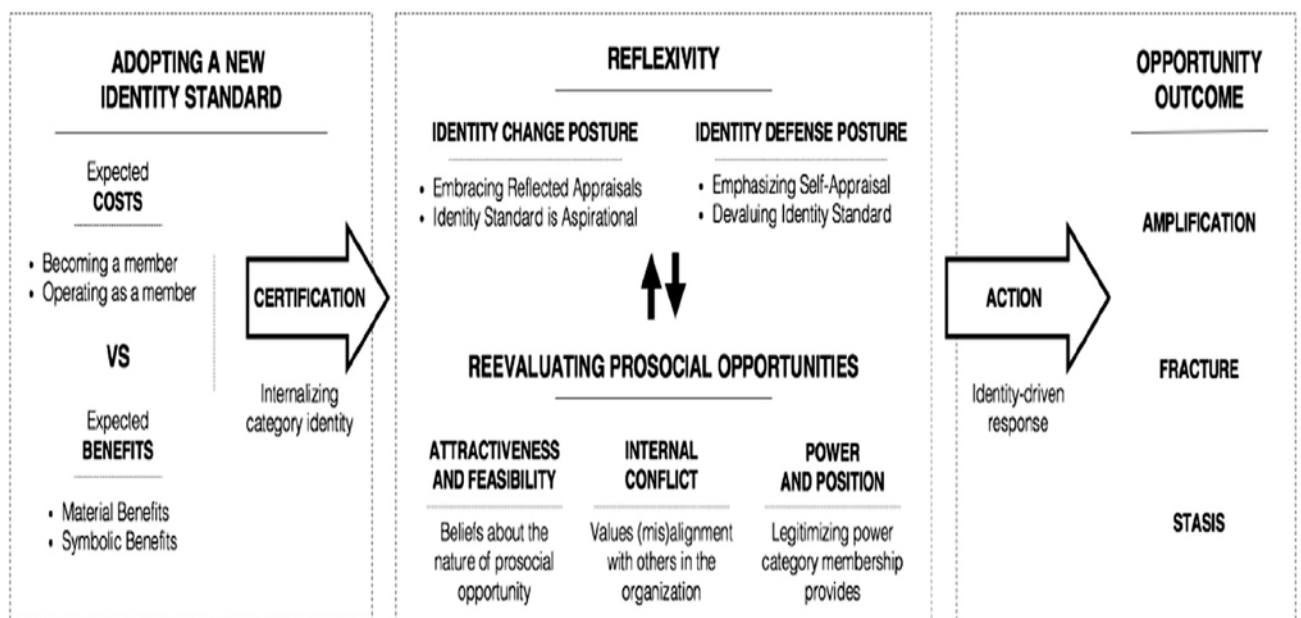 ADOPTING A NEW
IDENTITY STANDARD
Expected
COSTS
• Becoming a member
• Operating as a member
VS
Expected
BENEFITS
• Material Benefits
• Symbolic Benefits
CERTIFICATION
Internalizing
category identity
REFLEXIVITY
IDENTITY CHANGE POSTURE
• Embracing Reflected Appraisals
• Identity Standard is Aspirational
IDENTITY DEFENSE POSTURE
• Emphasizing Self-Appraisal
• Devaluing Identity Standard
REEVALUATING PROSOCIAL OPPORTUNITIES
ATTRACTIVENESS
AND FEASIBILITY
Beliefs about the
nature of prosocial
opportunity
INTERNAL
CONFLICT
Values (mis)alignment
with others in the
organization
POWER
AND POSITION
Legitimizing power
category membership
provides
ACTION
Identity-driven
response
OPPORTUNITY
OUTCOME
AMPLIFICATION
FRACTURE
STASIS